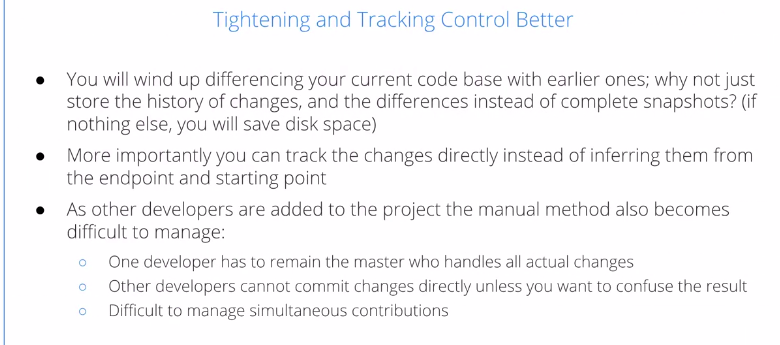 Tightening and Tracking Control Better
● You will wind up differencing your current code base with earlier ones; why not just
store the history of changes, and the differences instead of complete snapshots? (if
nothing else, you will save disk space)
● More importantly you can track the changes directly instead of inferring them from
the endpoint and starting point
● As other developers are added to the project the manual method also becomes
difficult to manage:
○ One developer has to remain the master who handles all actual changes
○ Other developers cannot commit changes directly unless you want to confuse the result
○ Difficult to manage simultaneous contributions